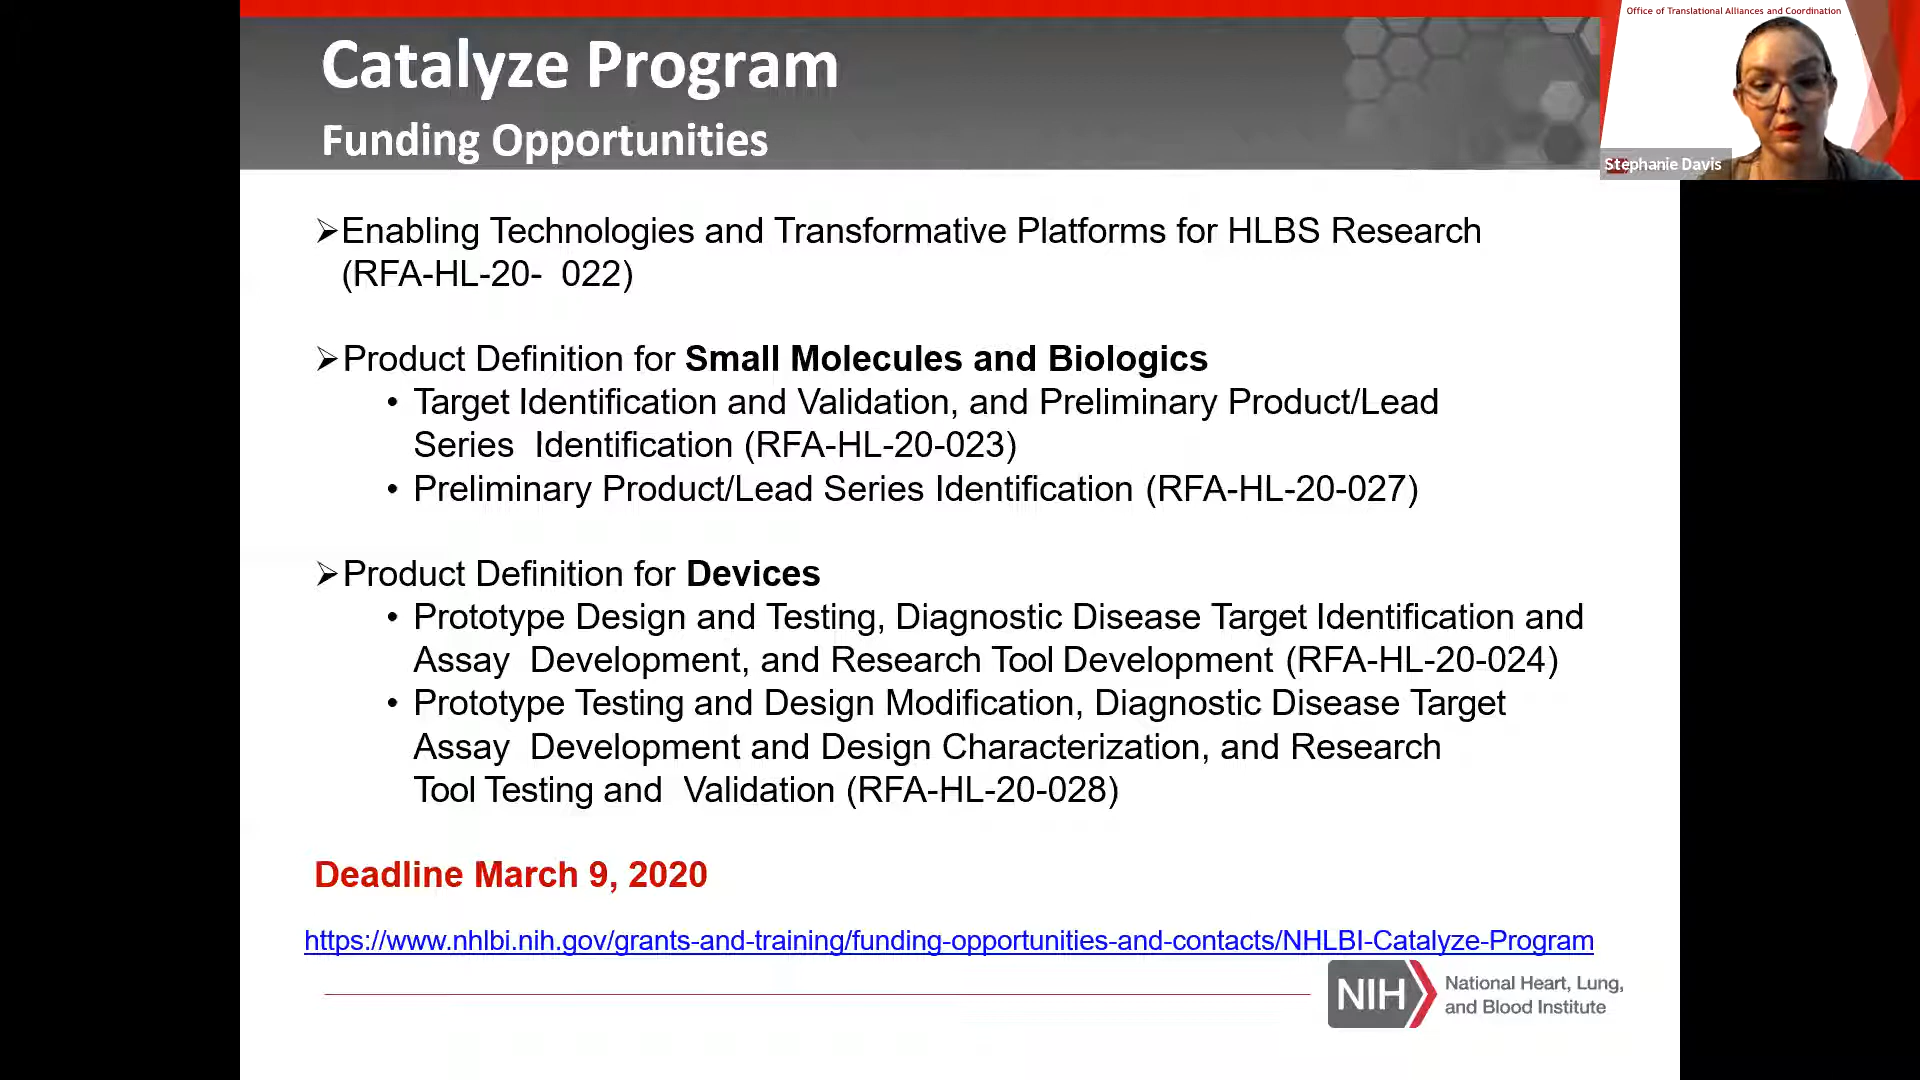 Catalyze Program
Funding Opportunities
Office of Translational Alliances and Coordination
Stephanie Davis
➢Enabling Technologies and Transformative Platforms for HLBS Research
(RFA-HL-20- 022)
➢Product Definition for Small Molecules and Biologics
• Target Identification and Validation, and Preliminary Product/Lead
Series Identification (RFA-HL-20-023)
• Preliminary Product/Lead Series Identification (RFA-HL-20-027)
➢Product Definition for Devices
• Prototype Design and Testing, Diagnostic Disease Target Identification and
Assay Development, and Research Tool Development (RFA-HL-20-024)
• Prototype Testing and Design Modification, Diagnostic Disease Target
Assay Development and Design Characterization, and Research
Tool Testing and Validation (RFA-HL-20-028)
Deadline March 9, 2020
https://www.nhlbi.nih.gov/grants-and-training/funding-opportunities-and-contacts/NHLBI-Catalyze-Program
NIH
National Heart, Lung,
and Blood Institute